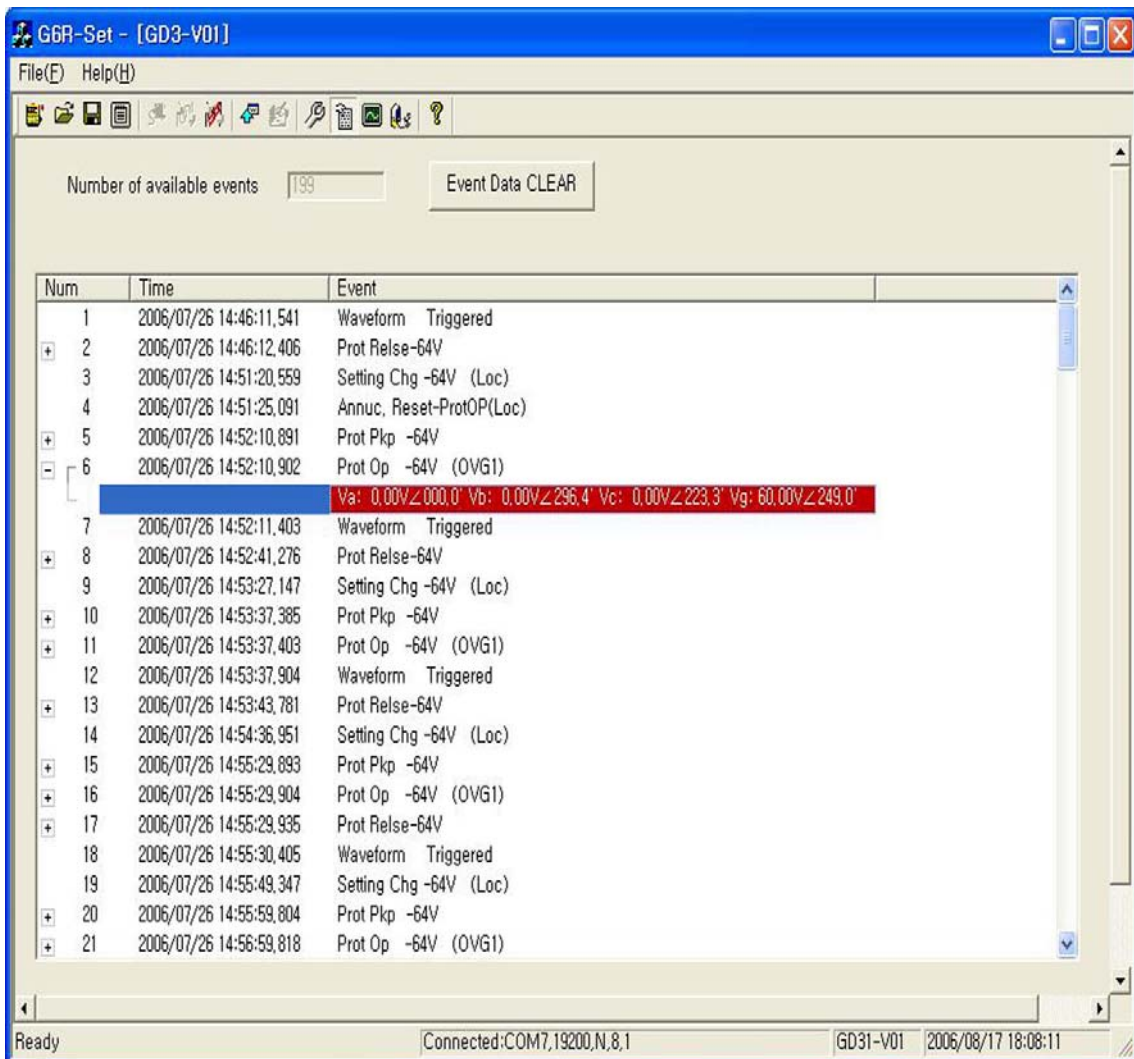 G6R-Set - [GD3-V01]
File(F) Help(H)
Number of available events 199 Event Data CLEAR
Num Time Event
1 2006/07/26 14:46:11,541 Waveform Triggered
2 2006/07/26 14:46:12,406 Prot Relse-64V
3 2006/07/26 14:51:20,559 Setting Chg -64V (Loc)
4 2006/07/26 14:51:25,091 Annuc, Reset-ProtOP(Loc)
5 2006/07/26 14:52:10,891 Prot Pkp -64V
6 2006/07/26 14:52:10,902 Prot Op -64V (OVG1)
Va: 0,00V∠000,0' Vb: 0,00V∠296,4' Vc: 0,00V∠223,3' Vg: 60,00V∠249,0'
7 2006/07/26 14:52:11,403 Waveform Triggered
8 2006/07/26 14:52:41,276 Prot Relse-64V
9 2006/07/26 14:53:27,147 Setting Chg -64V (Loc)
10 2006/07/26 14:53:37,385 Prot Pkp -64V
11 2006/07/26 14:53:37,403 Prot Op -64V (OVG1)
12 2006/07/26 14:53:37,904 Waveform Triggered
13 2006/07/26 14:53:43,781 Prot Relse-64V
14 2006/07/26 14:54:36,951 Setting Chg -64V (Loc)
15 2006/07/26 14:55:29,893 Prot Pkp -64V
16 2006/07/26 14:55:29,904 Prot Op -64V (OVG1)
17 2006/07/26 14:55:29,935 Prot Relse-64V
18 2006/07/26 14:55:30,405 Waveform Triggered
19 2006/07/26 14:55:49,347 Setting Chg -64V (Loc)
20 2006/07/26 14:55:59,804 Prot Pkp -64V
21 2006/07/26 14:56:59,818 Prot Op -64V (OVG1)
Ready Connected:COM7,19200,N,8,1 GD31-V01 2006/08/17 18:08:11